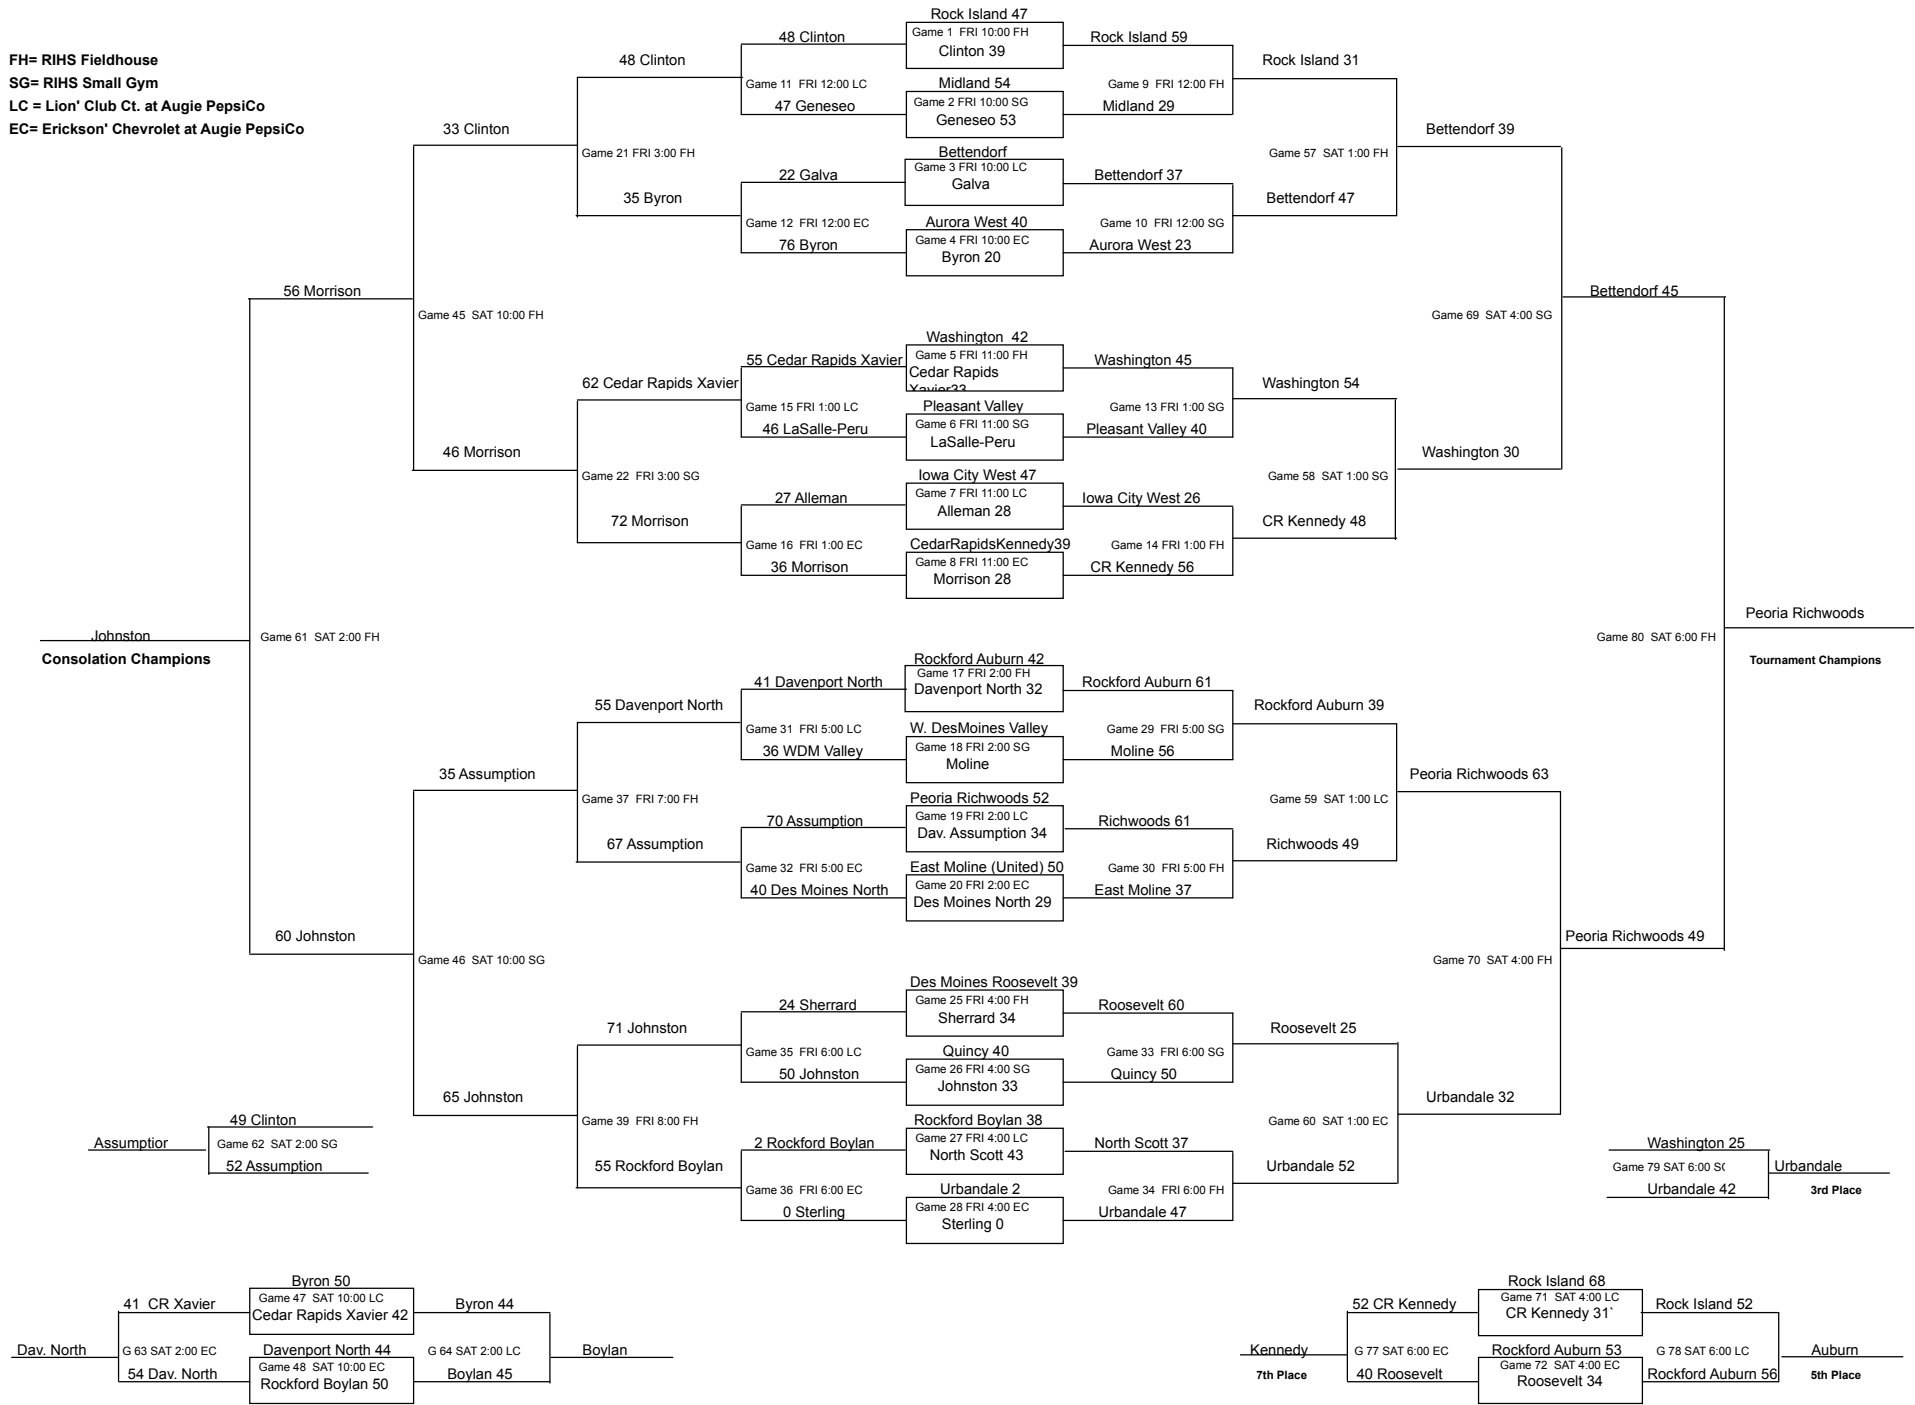 FH= RIHS Fieldhouse
SG= RIHS Small Gym
LC = Lion' Club Ct. at Augie PepsiCo
EC= Erickson' Chevrolet at Augie PepsiCo
Rock Island 47
Game 1 FRI 10:00 FH
Clinton 39
48 Clinton
Rock Island 59
48 Clinton
Rock Island 31
Midland 54
Game 11 FRI 12:00 LC
Game 9 FRI 12:00 FH
Game 2 FRI 10:00 SG
47 Geneseo
Midland 29
Geneseo 53
33 Clinton
Bettendorf 39
Game 21 FRI 3:00 FH
Bettendorf
Game 57 SAT 1:00 FH
Game 3 FRI 10:00 LC
22 Galva
Bettendorf 37
Galva
35 Byron
Bettendorf 47
Aurora West 40
Game 12 FRI 12:00 EC
Game 10 FRI 12:00 SG
Game 4 FRI 10:00 EC
76 Byron
Aurora West 23
Byron 20
56 Morrison
Bettendorf 45
Game 45 SAT 10:00 FH
Game 69 SAT 4:00 SG
Washington 42
Game 5 FRI 11:00 FH
55 Cedar Rapids Xavier
Washington 45
Cedar Rapids
Xavier33
62 Cedar Rapids Xavier
Washington 54
Pleasant Valley
Game 15 FRI 1:00 LC
Game 13 FRI 1:00 SG
Game 6 FRI 11:00 SG
46 LaSalle-Peru
Pleasant Valley 40
LaSalle-Peru
46 Morrison
Washington 30
Game 22 FRI 3:00 SG
Iowa City West 47
Game 58 SAT 1:00 SG
Game 7 FRI 11:00 LC
27 Alleman
Iowa City West 26
Alleman 28
72 Morrison
CR Kennedy 48
CedarRapidsKennedy39
Game 16 FRI 1:00 EC
Game 14 FRI 1:00 FH
Game 8 FRI 11:00 EC
36 Morrison
CR Kennedy 56
Morrison 28
Johnston
Game 61 SAT 2:00 FH
Game 80 SAT 6:00 FH
Peoria Richwoods
Consolation Champions
Tournament Champions
Rockford Auburn 42
Game 17 FRI 2:00 FH
41 Davenport North
Davenport North 32
Rockford Auburn 61
55 Davenport North
Rockford Auburn 39
W. DesMoines Valley
Game 31 FRI 5:00 LC
Game 29 FRI 5:00 SG
Game 18 FRI 2:00 SG
36 WDM Valley
Moline 56
Moline
35 Assumption
Peoria Richwoods 63
Game 37 FRI 7:00 FH
Peoria Richwoods 52
Game 59 SAT 1:00 LC
Game 19 FRI 2:00 LC
70 Assumption
Richwoods 61
Dav. Assumption 34
67 Assumption
Richwoods 49
East Moline (United) 50
Game 32 FRI 5:00 EC
Game 30 FRI 5:00 FH
Game 20 FRI 2:00 EC
40 Des Moines North
East Moline 37
Des Moines North 29
60 Johnston
Peoria Richwoods 49
Game 46 SAT 10:00 SG
Game 70 SAT 4:00 FH
Des Moines Roosevelt 39
Game 25 FRI 4:00 FH
24 Sherrard
Roosevelt 60
Sherrard 34
71 Johnston
Roosevelt 25
Quincy 40
Game 35 FRI 6:00 LC
Game 33 FRI 6:00 SG
Game 26 FRI 4:00 SG
50 Johnston
Quincy 50
Johnston 33
65 Johnston
Urbandale 32
Game 39 FRI 8:00 FH
Rockford Boylan 38
Game 60 SAT 1:00 EC
Game 27 FRI 4:00 LC
2 Rockford Boylan
North Scott 37
North Scott 43
55 Rockford Boylan
Urbandale 52
Urbandale 2
Game 36 FRI 6:00 EC
Game 34 FRI 6:00 FH
Game 28 FRI 4:00 EC
0 Sterling
Urbandale 47
Sterling 0
49 Clinton
Assumptior
Game 62 SAT 2:00 SG
52 Assumption
Washington 25
Game 79 SAT 6:00 S(
Urbandale
Urbandale 42
3rd Place
Byron 50
Game 47 SAT 10:00 LC
41 CR Xavier
Byron 44
Cedar Rapids Xavier 42
Dav. North
G 63 SAT 2:00 EC
Davenport North 44
G 64 SAT 2:00 LC
Boylan
Game 48 SAT 10:00 EC
54 Dav. North
Boylan 45
Rockford Boylan 50
Rock Island 68
Game 71 SAT 4:00 LC
52 CR Kennedy
Rock Island 52
CR Kennedy 31`
Kennedy
G 77 SAT 6:00 EC
Rockford Auburn 53
G 78 SAT 6:00 LC
Auburn
Game 72 SAT 4:00 EC
7th Place
40 Roosevelt
Rockford Auburn 56
5th Place
Roosevelt 34